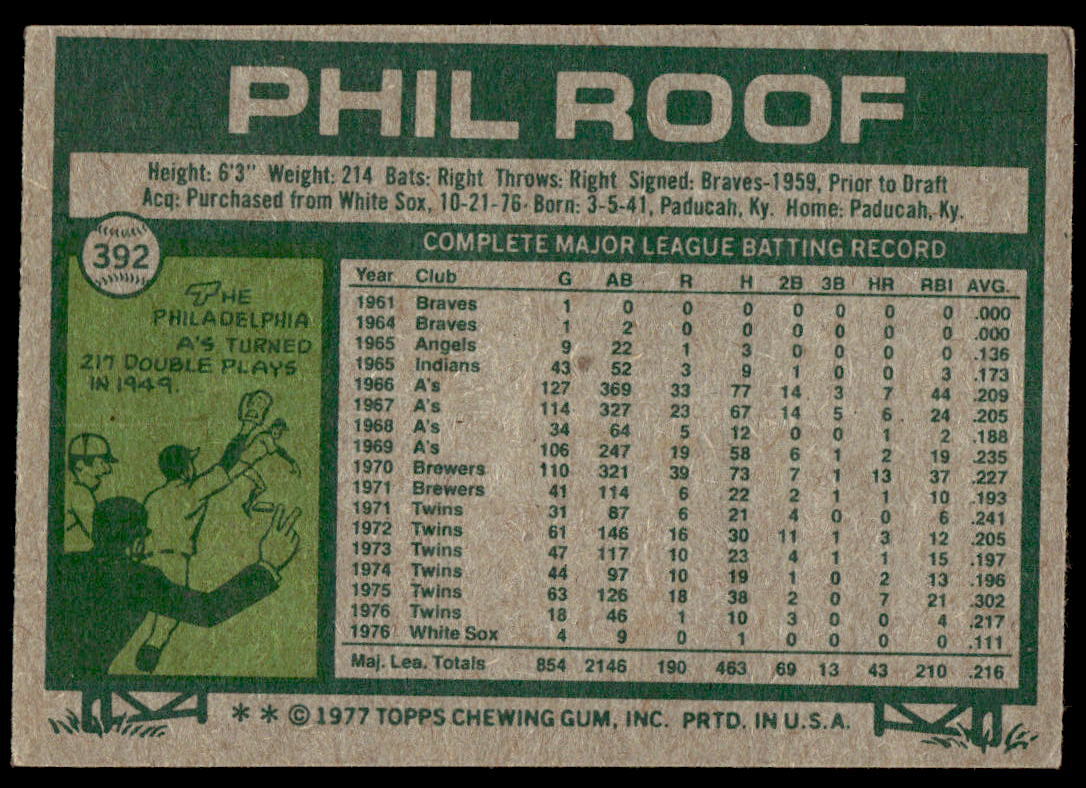 PHIL ROOF
Height: 6'3" Weight: 214 Bats: Right Throws: Right Signed: Braves-1959, Prior to Draft
Acq: Purchased from White Sox, 10-21-76- Born: 3-5-41, Paducah, Ky. Home: Paducah, Ky.
392
THE
PHILADELPHIA
A'S TURNED
217 DOUBLE PLAYS
IN 1949.
COMPLETE MAJOR LEAGUE BATTING RECORD
Year Club G AB R H 2B 3B HR RBI AVG.
1961 Braves 1 0 0 0 0 0 0 0 .000
1964 Braves 1 2 0 0 0 0 0 0 .000
1965 Angels 9 22 1 3 0 0 0 0 .136
1965 Indians 43 52 3 9 1 0 0 3 .173
1966 A's 127 369 33 77 14 3 7 44 .209
1967 A's 114 327 23 67 14 5 6 24 .205
1968 A's 34 64 5 12 0 0 1 2 .188
1969 A's 106 247 19 58 6 1 2 19 .235
1970 Brewers 110 321 39 73 7 1 13 37 .227
1971 Brewers 41 114 6 22 2 1 1 10 .193
1971 Twins 31 87 6 21 4 0 0 6 .241
1972 Twins 61 146 16 30 11 1 3 12 .205
1973 Twins 47 117 10 23 4 1 1 15 .197
1974 Twins 44 97 10 19 1 0 2 13 .196
1975 Twins 63 126 18 38 2 0 7 21 .302
1976 Twins 18 46 1 10 3 0 0 4 .217
1976 White Sox 4 9 0 1 0 0 0 0 .111
Maj. Lea. Totals 854 2146 190 463 69 13 43 210 .216
* * © 1977 TOPPS CHEWING GUM, INC. PRTD. IN U.S.A.